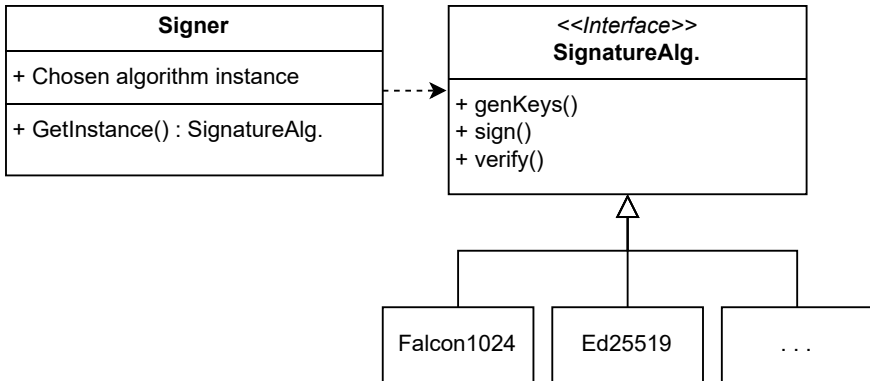 Signer
+ Chosen algorithm instance
+ GetInstance() : SignatureAlg.
<<Interface>>
SignatureAlg.
+ genKeys()
+ sign()
+ verify()
Falcon1024
Ed25519
. . .